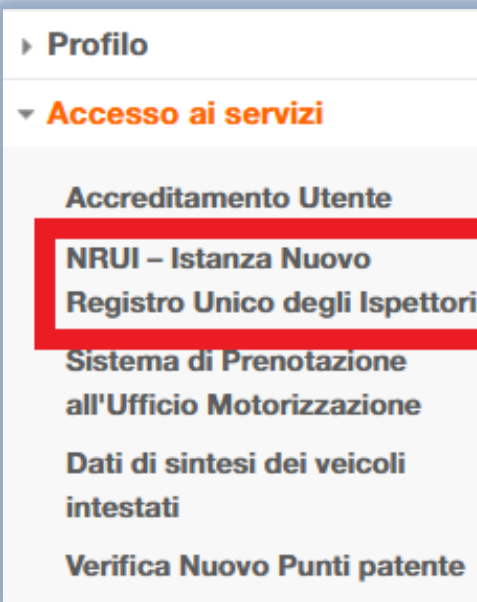 Profilo
Accesso ai servizi
Accreditamento Utente
NRUI – Istanza Nuovo
Registro Unico degli Ispettori
Sistema di Prenotazione
all'Ufficio Motorizzazione
Dati di sintesi dei veicoli
intestati
Verifica Nuovo Punti patente